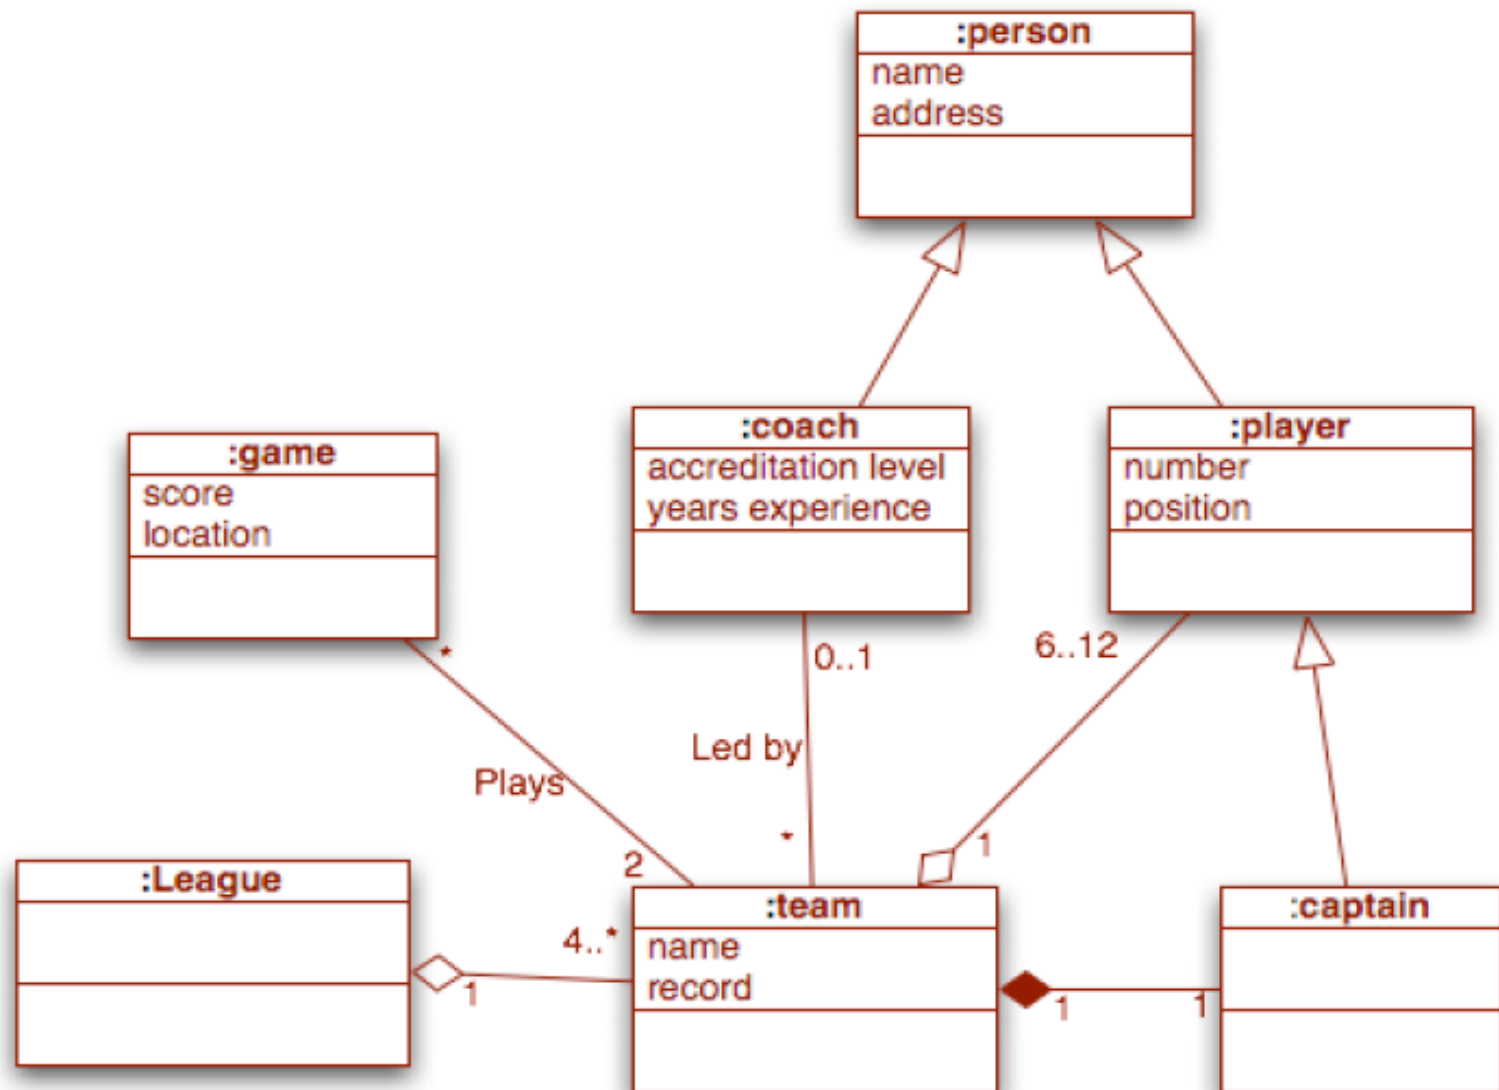 :person
name
address
:game
score
location
:coach
accreditation level
years experience
:player
number
position
*
0..1
6..12
Led by
Plays
*
1
2
:League
4..*
1
:team
name
record
1
1
:captain